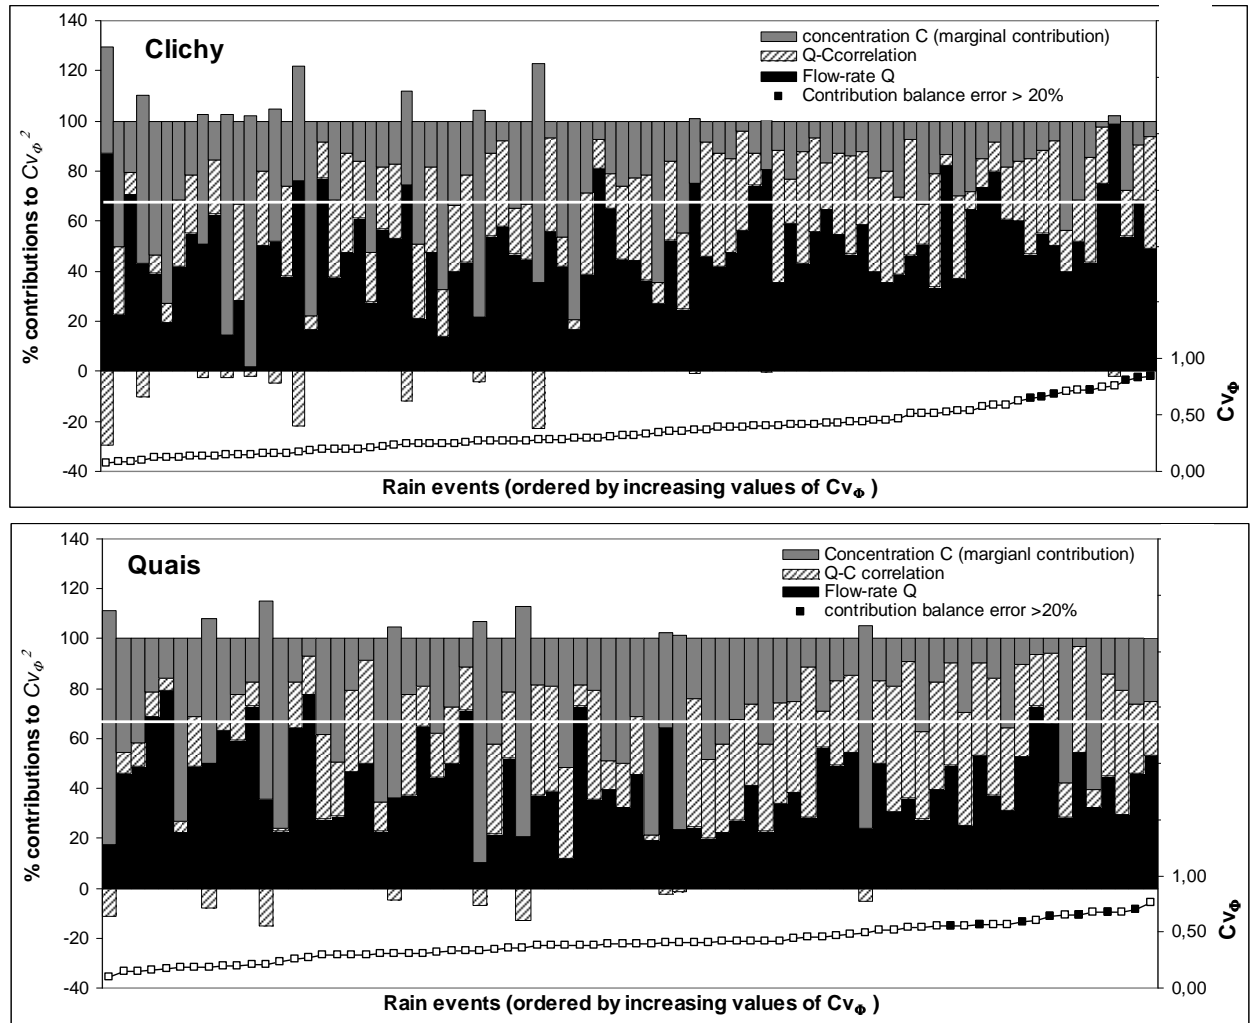 Clichy
concentration C (marginal contribution)
Q-Ccorrelation
Flow-rate Q
Contribution balance error > 20%
% contributions to Cv_Φ ²
140
120
100
80
60
40
20
0
-20
-40
1,00
0,50
0,00
Cv_Φ
Rain events (ordered by increasing values of Cv_Φ )
Quais
Concentration C (margianl contribution)
Q-C correlation
Flow-rate Q
contribution balance error >20%
% contributions to Cv_Φ ²
140
120
100
80
60
40
20
0
-20
-40
1,00
0,50
0,00
Cv_Φ
Rain events (ordered by increasing values of Cv_Φ )